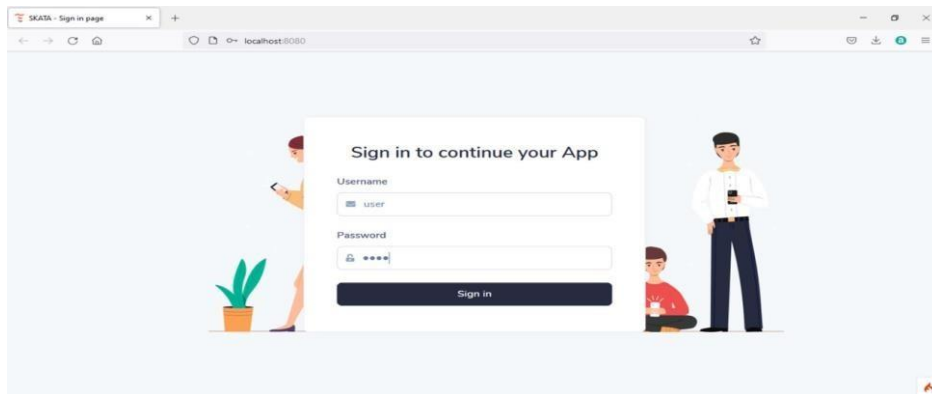 SKATA - Sign in page
localhost:8080
Sign in to continue your App
Username
user
Password
Sign in